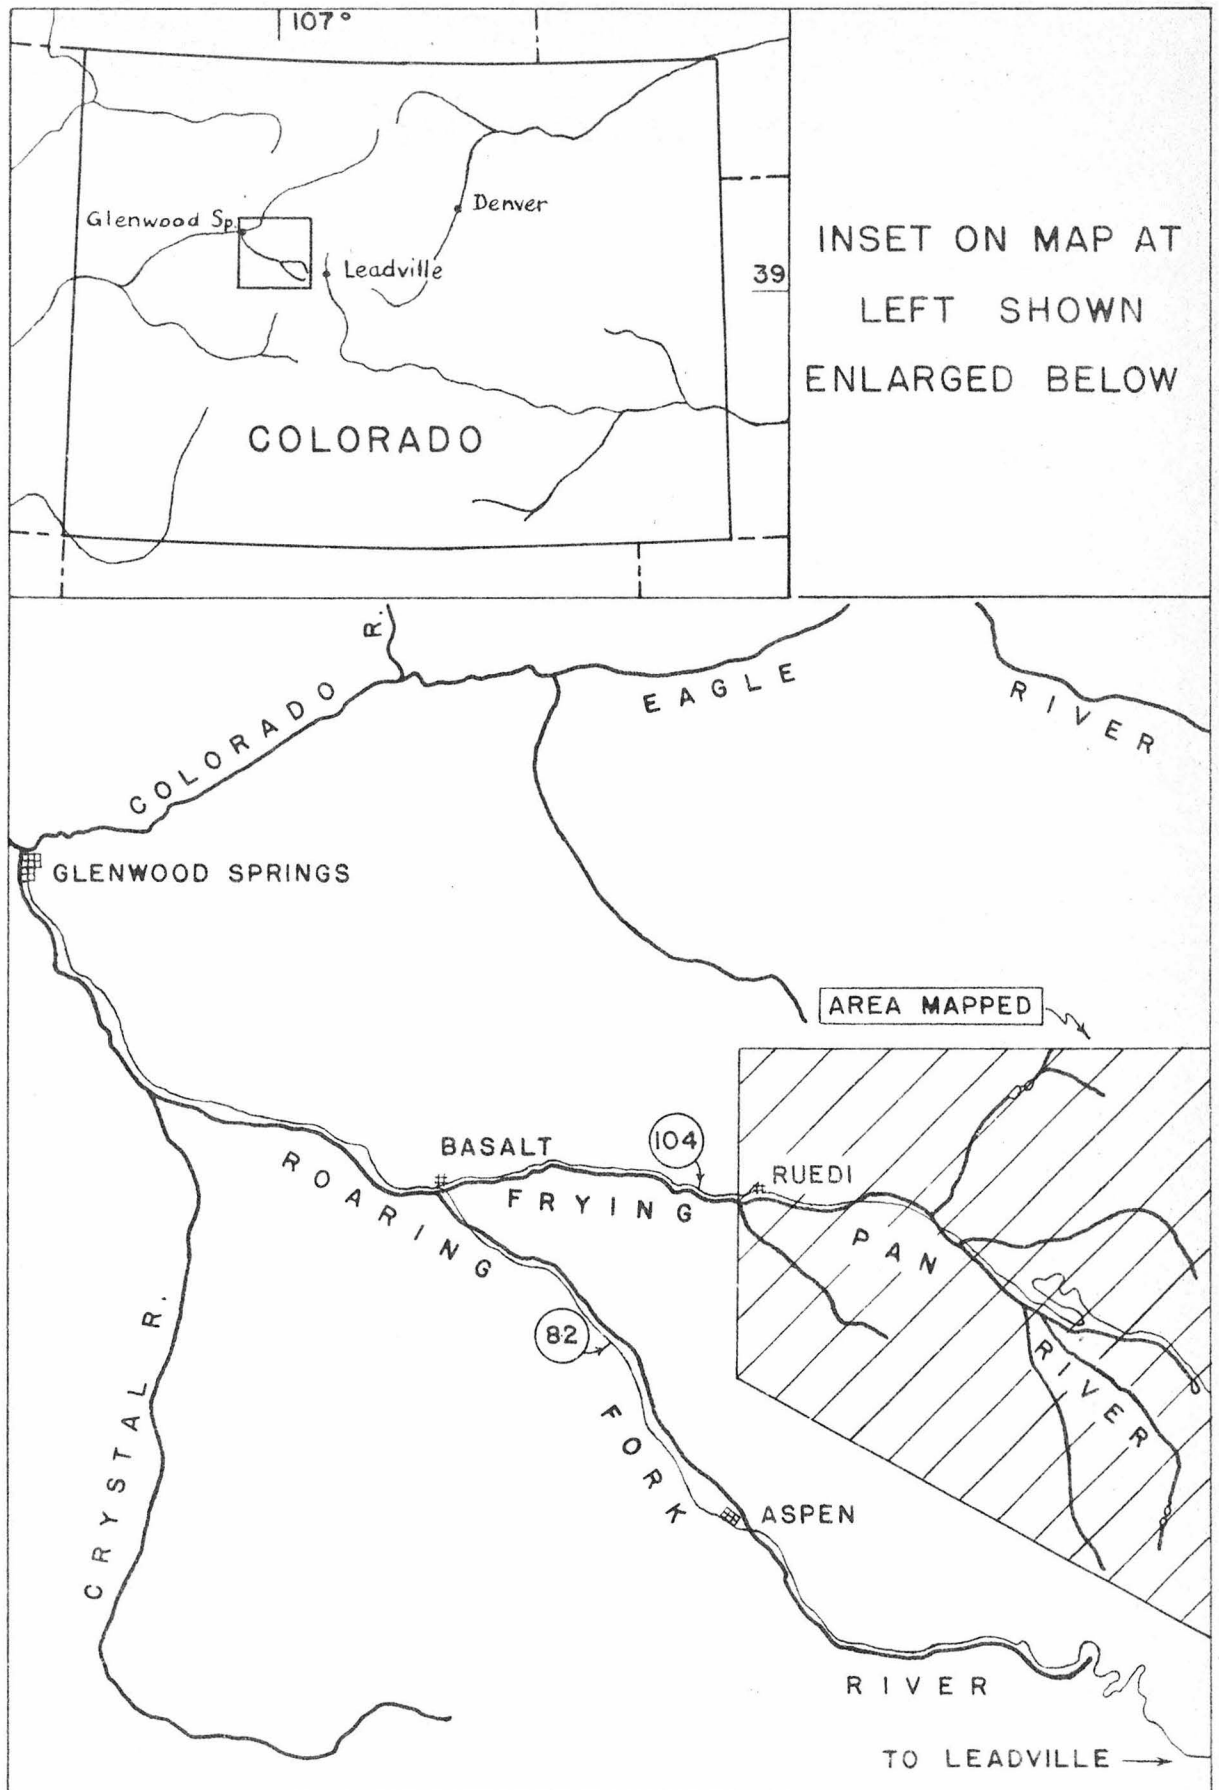 107°
Denver
Glenwood Sp.
Leadville
39
COLORADO
INSET ON MAP AT
LEFT SHOWN
ENLARGED BELOW
COLORADO R.
EAGLE RIVER
GLENWOOD SPRINGS
AREA MAPPED
104
BASALT
RUEDI
ROARING FORK RIVER
FRYING PAN RIVER
82
CRYSTAL R.
ASPEN
TO LEADVILLE